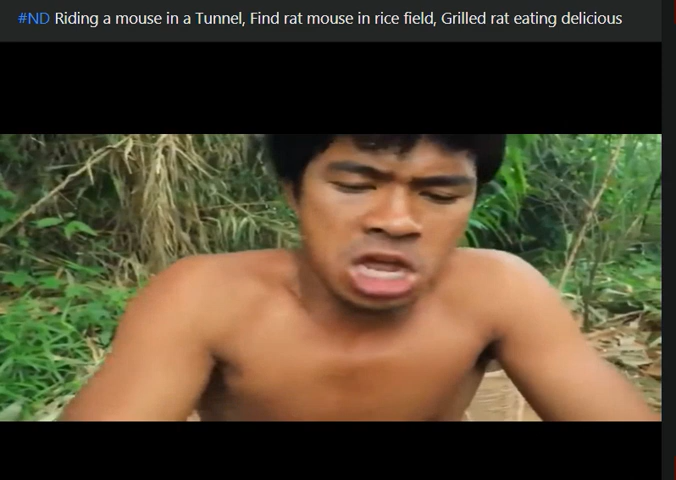 #ND Riding a mouse in a Tunnel, Find rat mouse in rice field, Grilled rat eating delicious